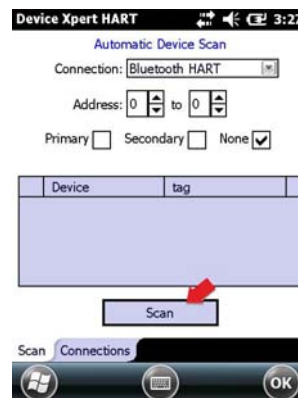 Device Xpert HART 3:27
Automatic Device Scan
Connection: Bluetooth HART
Address: 0 to 0
Primary Secondary None
Device tag
Scan
Scan Connections
OK